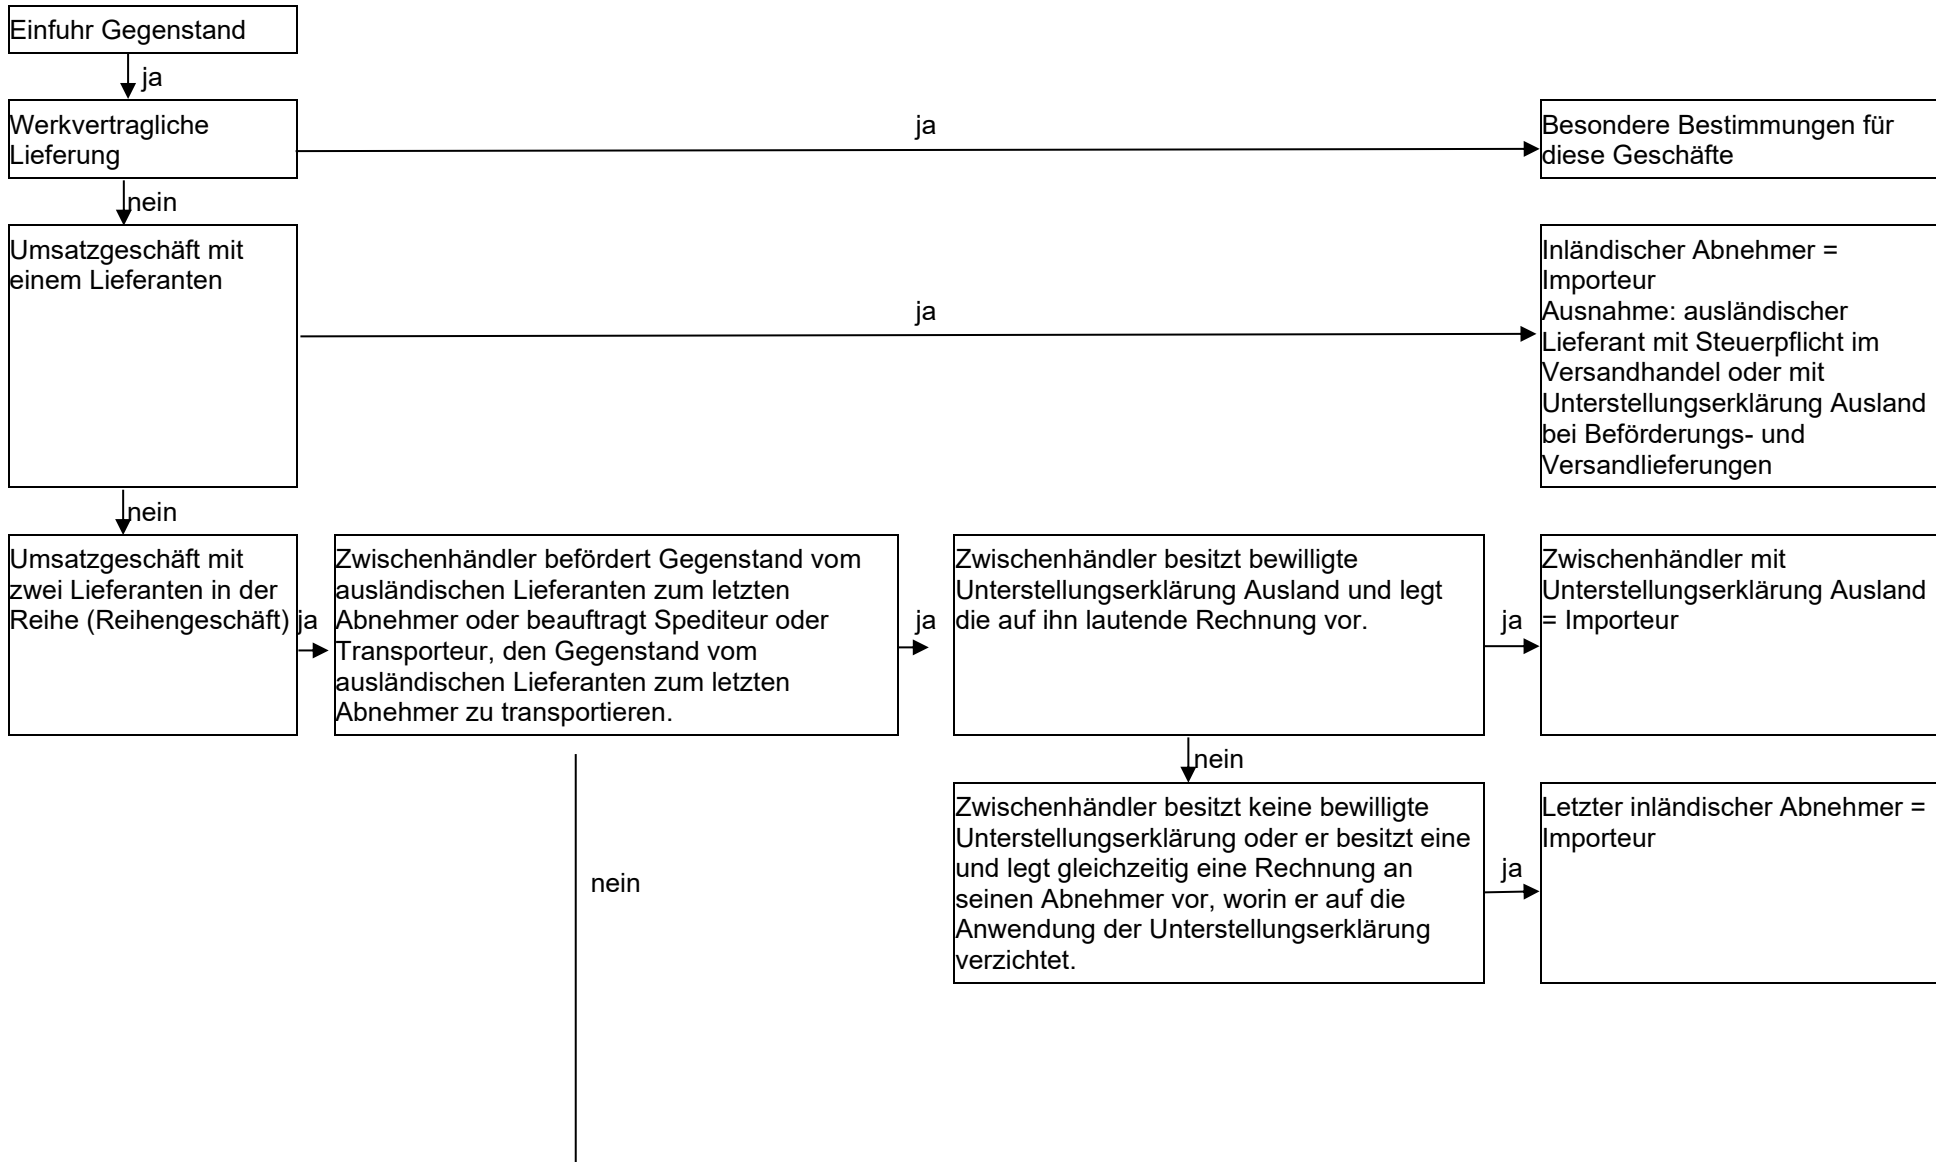 Einfuhr Gegenstand
ja
Werkvertragliche
Lieferung
ja
Besondere Bestimmungen für
diese Geschäfte
nein
Umsatzgeschäft mit
einem Lieferanten
ja
Inländischer Abnehmer =
Importeur
Ausnahme: ausländischer
Lieferant mit Steuerpflicht im
Versandhandel oder mit
Unterstellungserklärung Ausland
bei Beförderungs- und
Versandlieferungen
nein
Umsatzgeschäft mit
zwei Lieferanten in der
Reihe (Reihengeschäft)
ja
Zwischenhändler befördert Gegenstand vom
ausländischen Lieferanten zum letzten
Abnehmer oder beauftragt Spediteur oder
Transporteur, den Gegenstand vom
ausländischen Lieferanten zum letzten
Abnehmer zu transportieren.
ja
Zwischenhändler besitzt bewilligte
Unterstellungserklärung Ausland und legt
die auf ihn lautende Rechnung vor.
ja
Zwischenhändler mit
Unterstellungserklärung Ausland
= Importeur
nein
nein
Zwischenhändler besitzt keine bewilligte
Unterstellungserklärung oder er besitzt eine
und legt gleichzeitig eine Rechnung an
seinen Abnehmer vor, worin er auf die
Anwendung der Unterstellungserklärung
verzichtet.
ja
Letzter inländischer Abnehmer =
Importeur